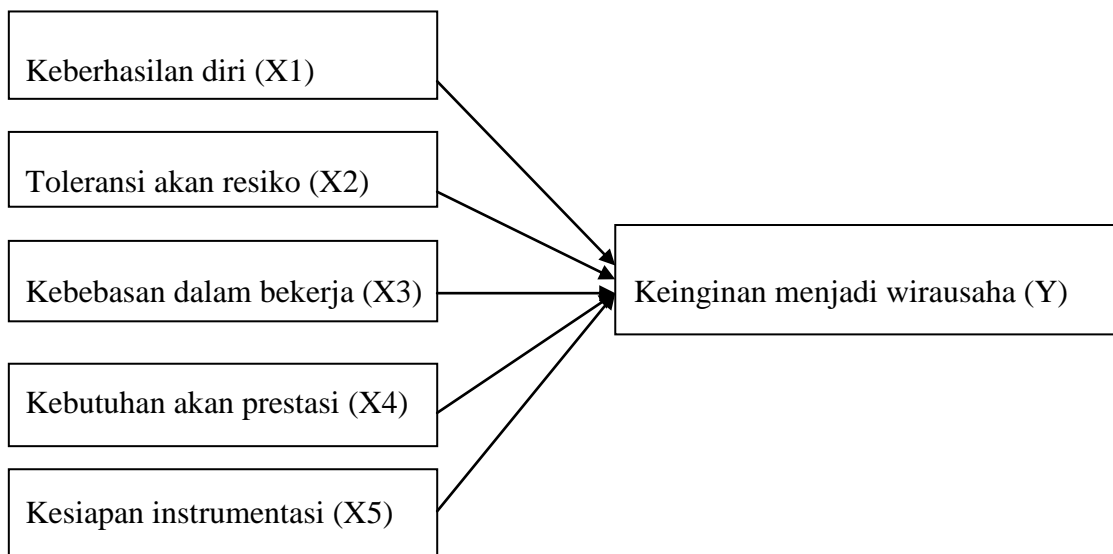 Keberhasilan diri (X1)
Toleransi akan resiko (X2)
Kebebasan dalam bekerja (X3)
Keinginan menjadi wirausaha (Y)
Kebutuhan akan prestasi (X4)
Kesiapan instrumentasi (X5)